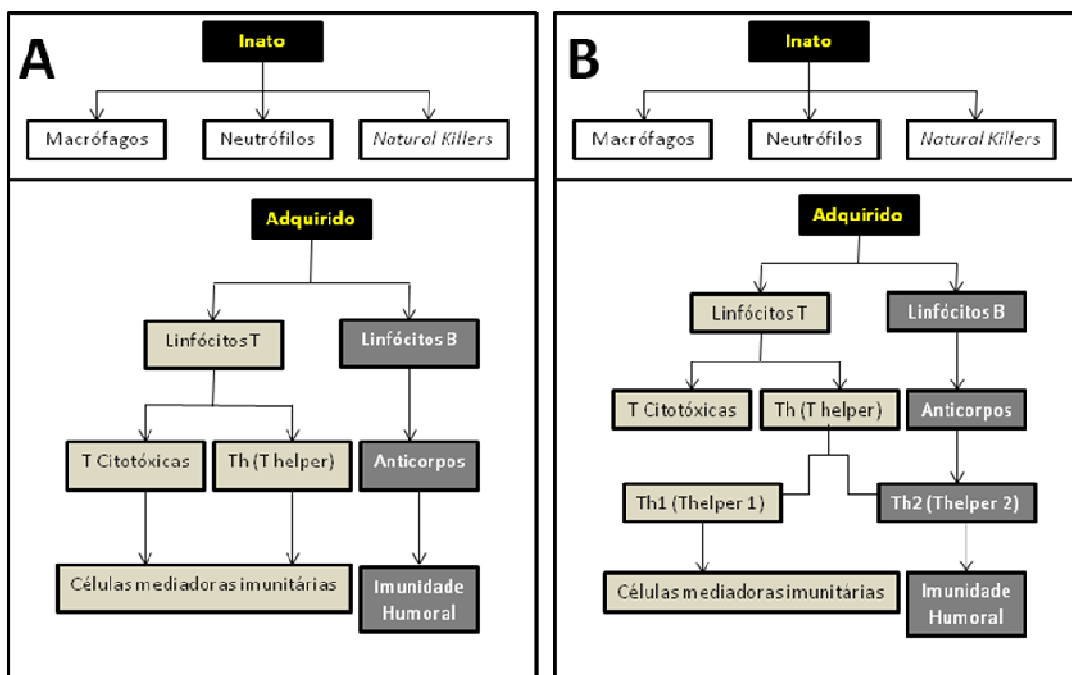 A
Inato
Macrófagos
Neutrófilos
Natural Killers
Adquirido
Linfócitos T
Linfócitos B
T Citotóxicas
Th (T helper)
Anticorpos
Células mediadoras imunitárias
Imunidade
Humoral
B
Inato
Macrófagos
Neutrófilos
Natural Killers
Adquirido
Linfócitos T
Linfócitos B
T Citotóxicas
Th (T helper)
Anticorpos
Th1 (Thelper 1)
Th2 (Thelper 2)
Células mediadoras imunitárias
Imunidade
Humoral